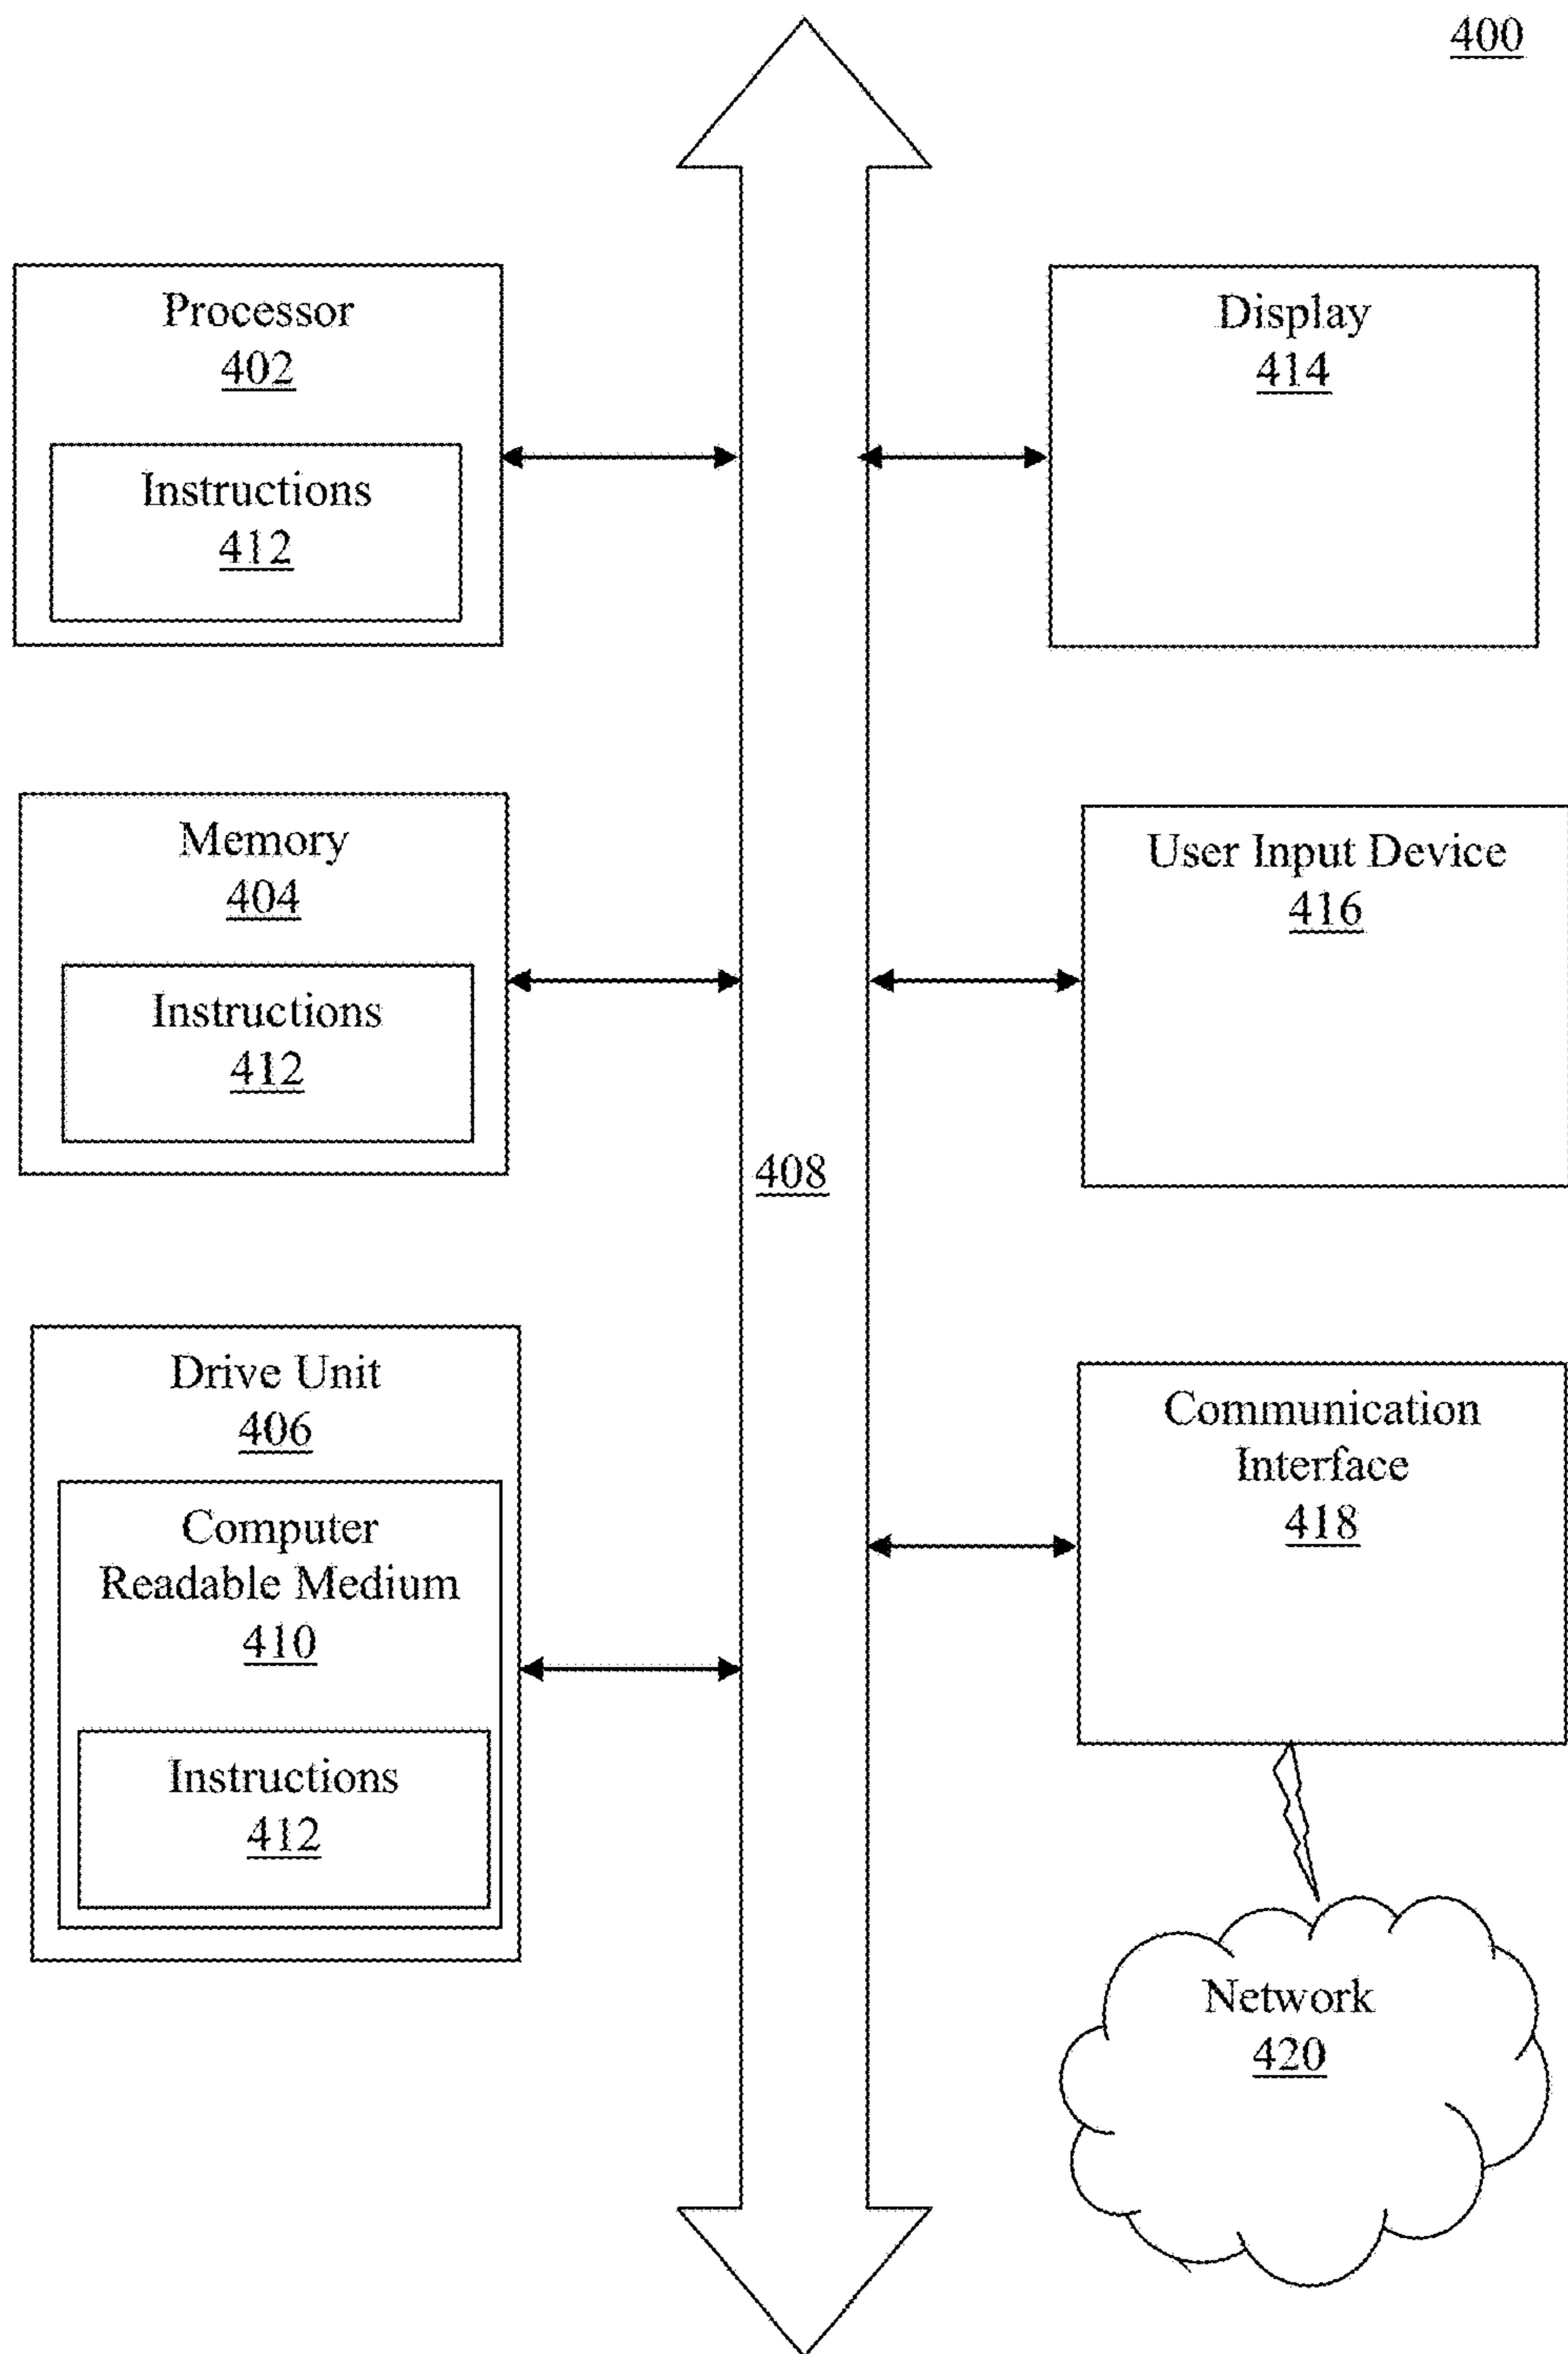 400
Processor
402
Instructions
412
Display
414
Memory
404
Instructions
412
User Input Device
416
408
Drive Unit
406
Computer
Readable Medium
410
Instructions
412
Communication
Interface
418
Network
420